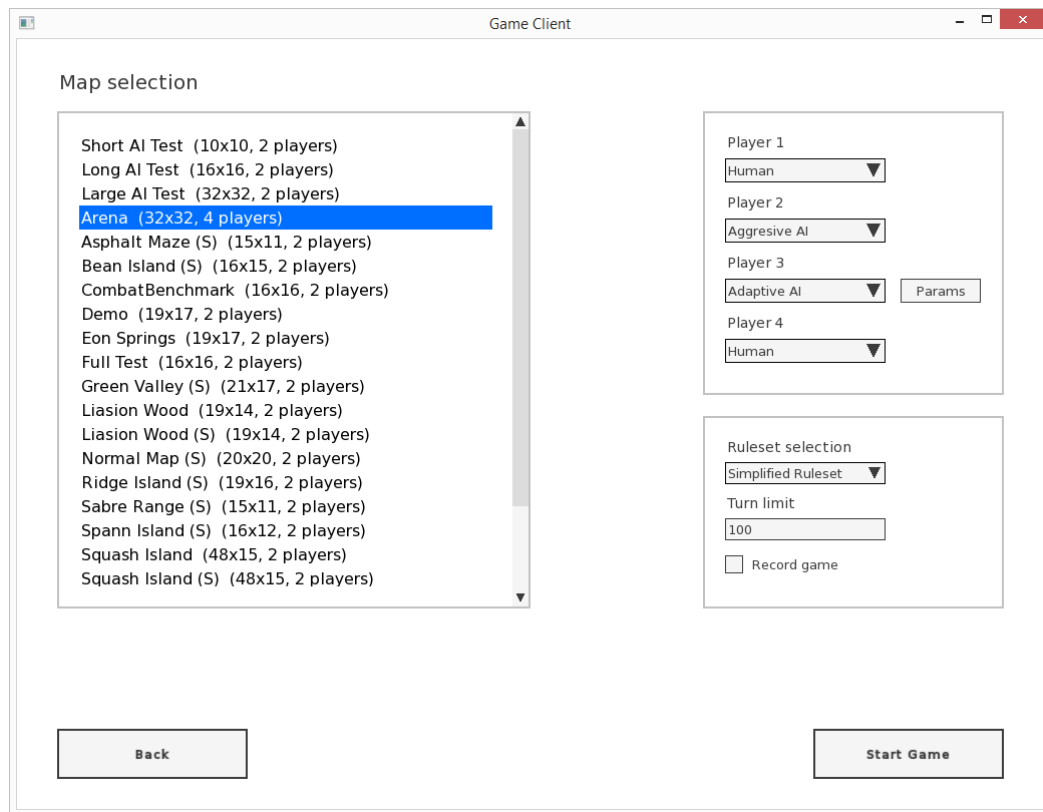 Game Client
Map selection
Short AI Test (10x10, 2 players)
Long AI Test (16x16, 2 players)
Large AI Test (32x32, 2 players)
Arena (32x32, 4 players)
Asphalt Maze (S) (15x11, 2 players)
Bean Island (S) (16x15, 2 players)
CombatBenchmark (16x16, 2 players)
Demo (19x17, 2 players)
Eon Springs (19x17, 2 players)
Full Test (16x16, 2 players)
Green Valley (S) (21x17, 2 players)
Liasion Wood (19x14, 2 players)
Liasion Wood (S) (19x14, 2 players)
Normal Map (S) (20x20, 2 players)
Ridge Island (S) (19x16, 2 players)
Sabre Range (S) (15x11, 2 players)
Spann Island (S) (16x12, 2 players)
Squash Island (48x15, 2 players)
Squash Island (S) (48x15, 2 players)
Player 1
Human
Player 2
Aggresive AI
Player 3
Adaptive AI
Params
Player 4
Human
Ruleset selection
Simplified Ruleset
Turn limit
100
Record game
Back
Start Game